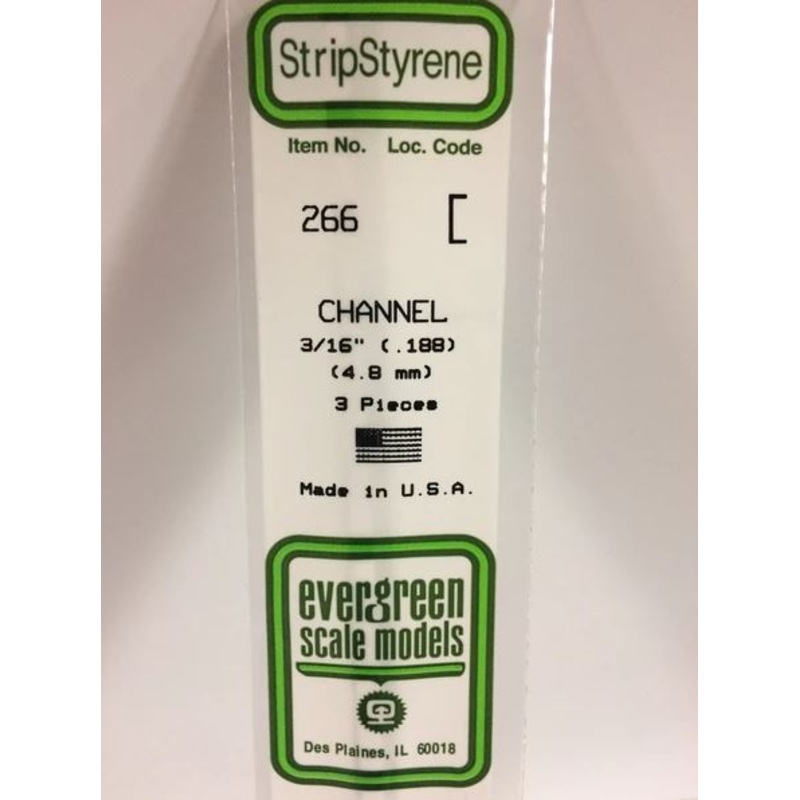 StripStyrene
Item No. Loc. Code
266
CHANNEL
3/16" (.188)
(4.8 mm)
3 Pieces
Made in U.S.A.
evergreen
scale models
Des Plaines, IL 60018